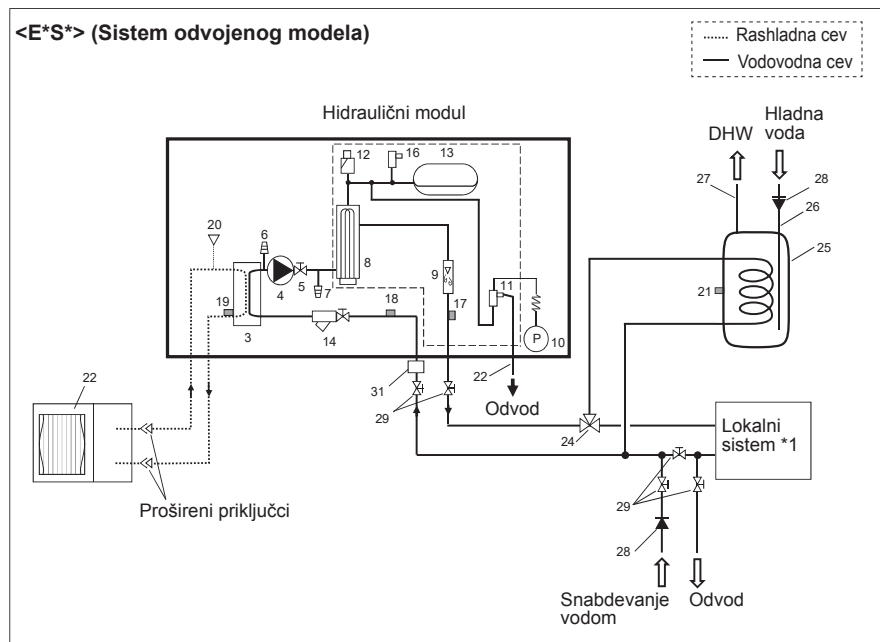 <E*S*> (Sistem odvojenog modela)
Rashladna cev
Vodovodna cev
Hidraulični modul
DHW
Hladna
voda
12
16
13
27
28
26
25
20
6
8
9
11
21
19
4
5
7
17
18
3
14
P
10
22
31
22
29
Odvod
24
Lokalni
sistem *1
Prošireni priključci
29
28
Snabdevanje
vodom
Odvod